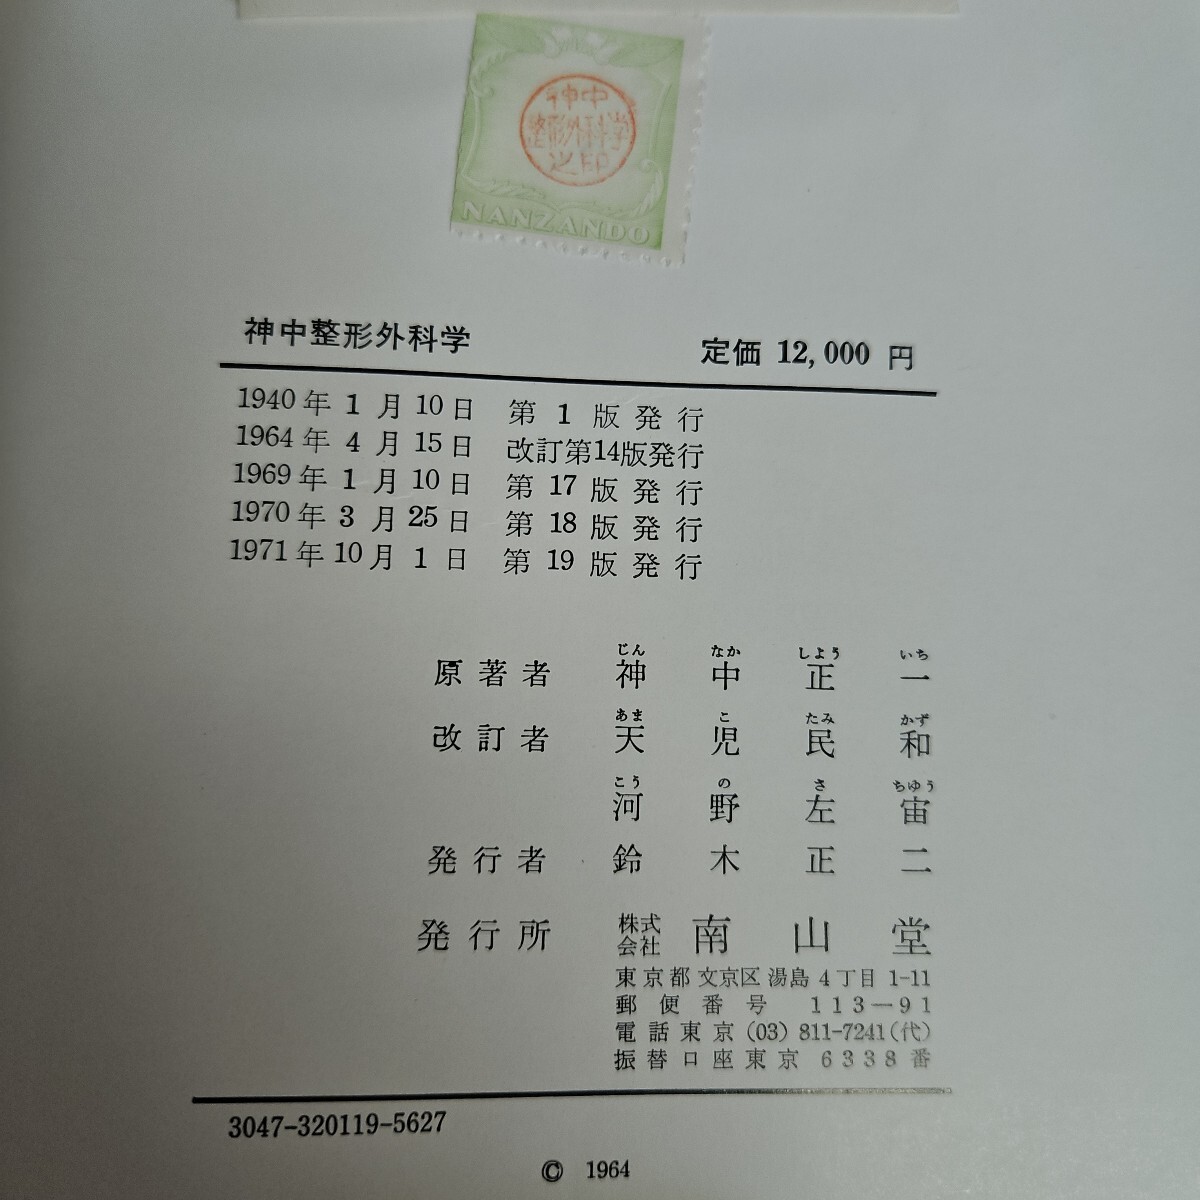 神中
整形外科学
之印
NANZANDO
神中整形外科学 定価 12,000 円
1940年 1 月 10日 第 1 版 発 行
1964年 4 月 15日 改訂第14版発行
1969年 1 月 10日 第 17 版 発 行
1970年 3 月 25日 第 18 版 発 行
1971年 10月 1 日 第 19 版 発 行
じん なか しよう いち
原著者 神 中 正 一
あま こ たみ かず
改訂者 天 児 民 和
こう の さ ちゆう
河 野 左 宙
発行者 鈴 木 正 二
発行所 株式会社 南 山 堂
東京都文京区湯島4丁目1-11
郵便番号 113—91
電話東京(03)811-7241(代)
振替口座東京 6338番
3047-320119-5627
© 1964